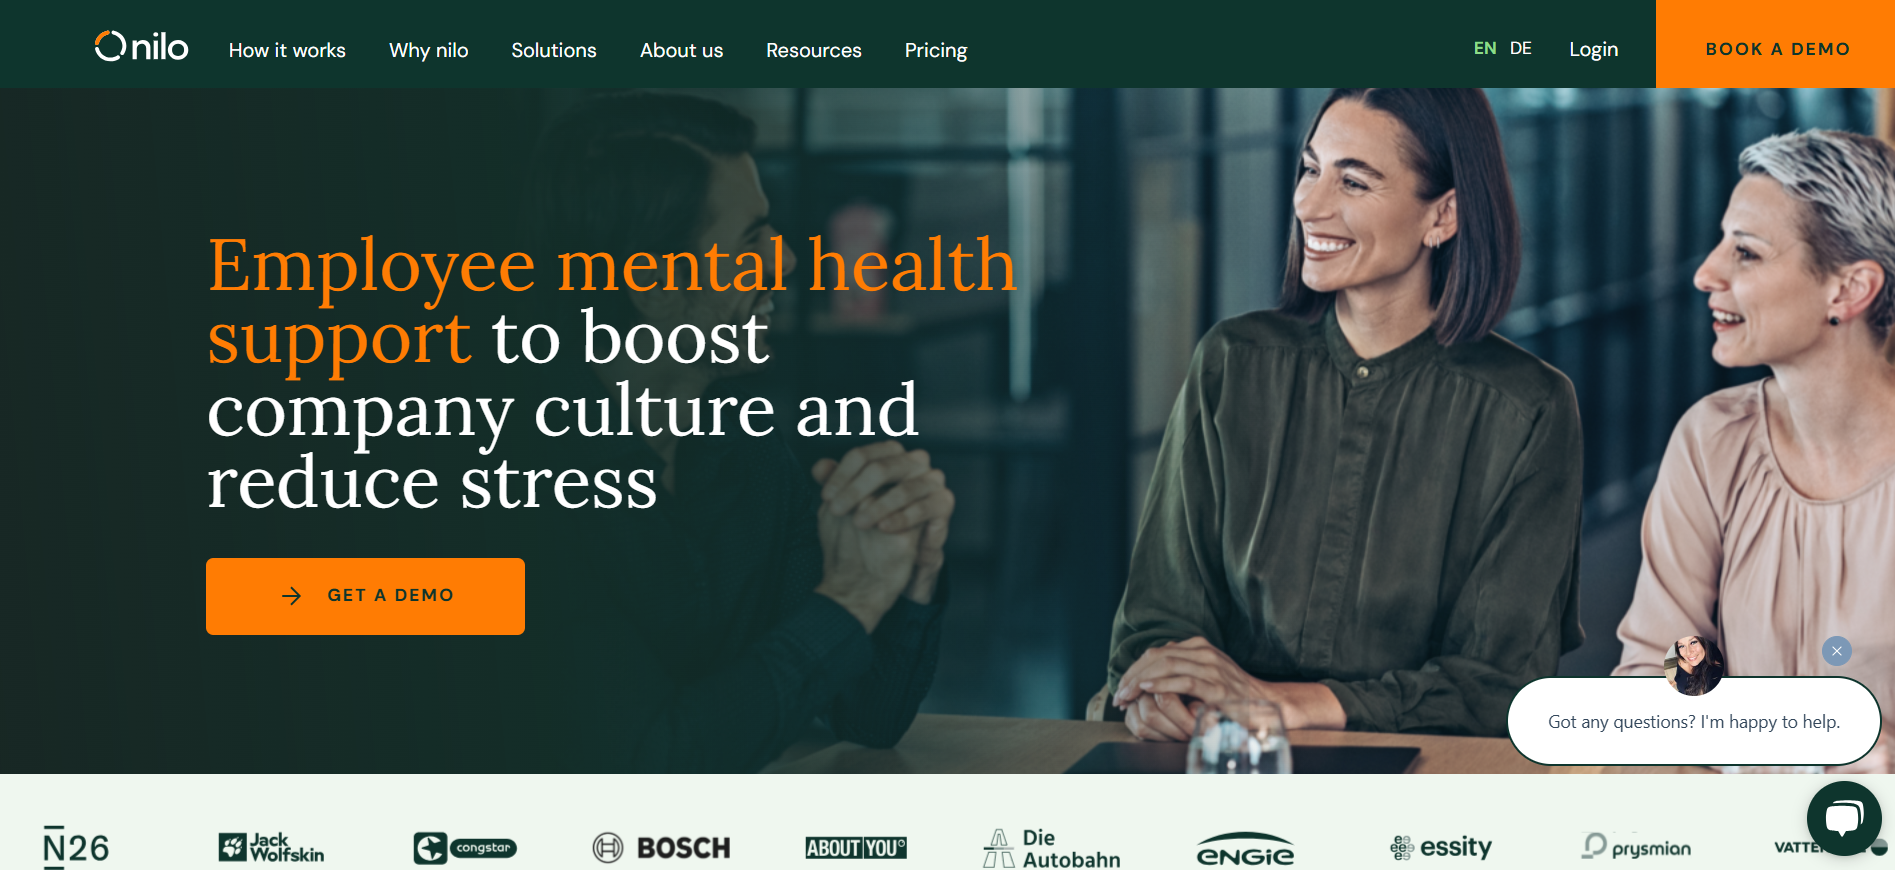 nilo
How it works
Why nilo
Solutions
About us
Resources
Pricing
EN DE
Login
BOOK A DEMO
Employee mental health
support to boost
company culture and
reduce stress
GET A DEMO
Got any questions? I'm happy to help.
N26
Jack
Wolfskin
congstar
BOSCH
ABOUT YOU°
Die
Autobahn
ENGIE
essity
prysmian